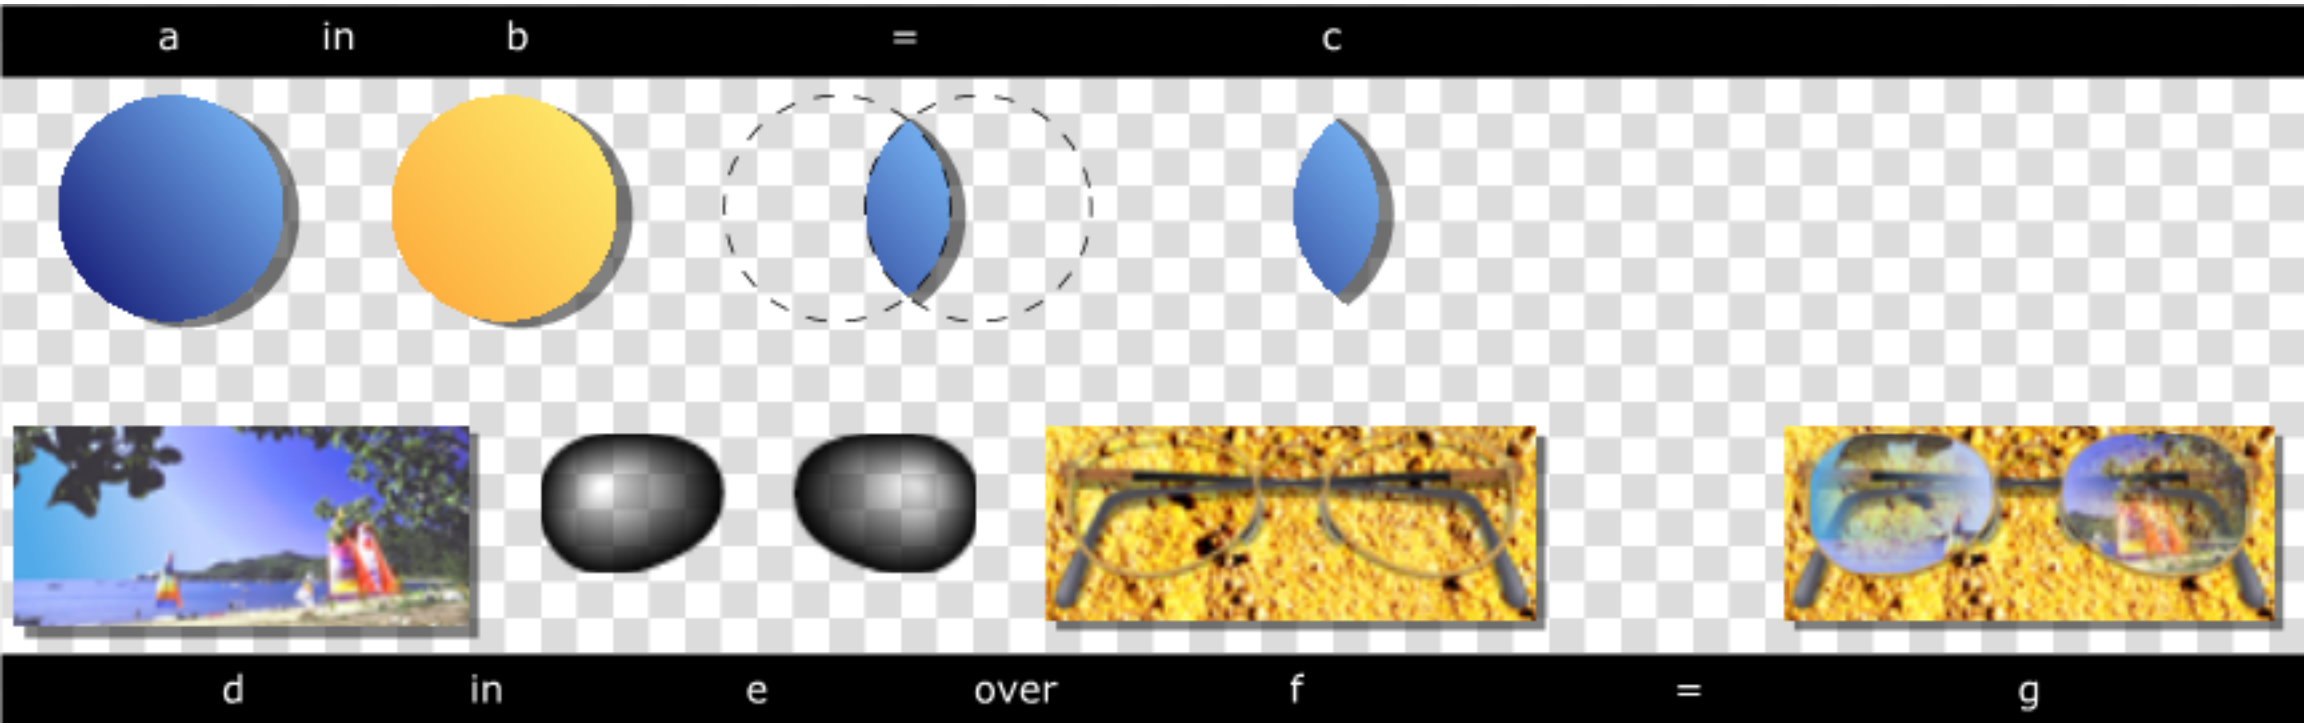 a in b = c
d in e over f = g